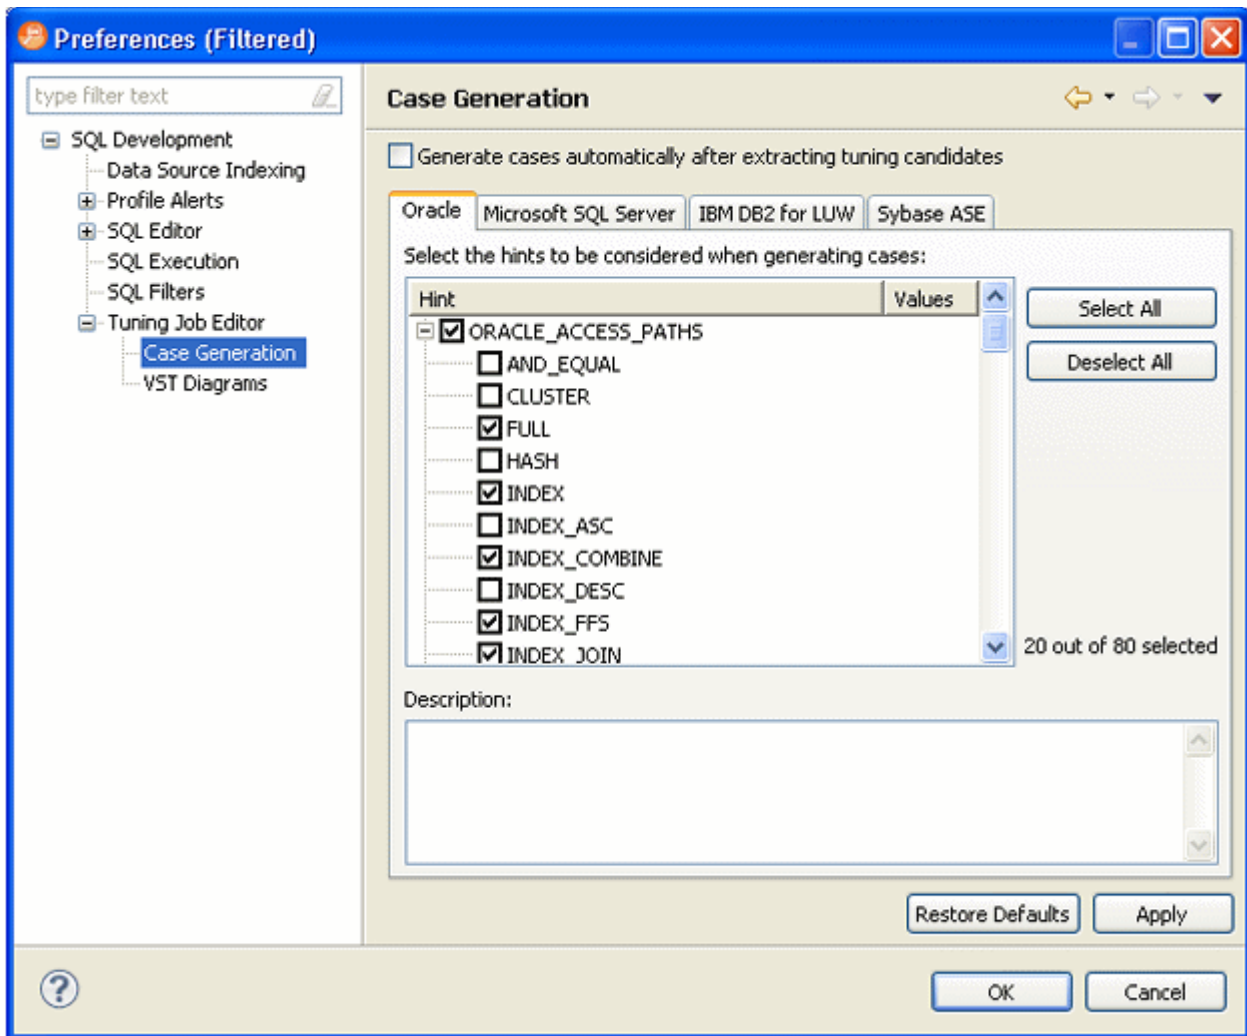 Preferences (Filtered)
type filter text
SQL Development
Data Source Indexing
Profile Alerts
SQL Editor
SQL Execution
SQL Filters
Tuning Job Editor
Case Generation
VST Diagrams
Case Generation
Generate cases automatically after extracting tuning candidates
Oracle Microsoft SQL Server IBM DB2 for LUW Sybase ASE
Select the hints to be considered when generating cases:
Hint Values
ORACLE_ACCESS_PATHS
AND_EQUAL
CLUSTER
FULL
HASH
INDEX
INDEX_ASC
INDEX_COMBINE
INDEX_DESC
INDEX_FFS
INDEX_JOIN
Select All
Deselect All
20 out of 80 selected
Description:
Restore Defaults Apply
? OK Cancel